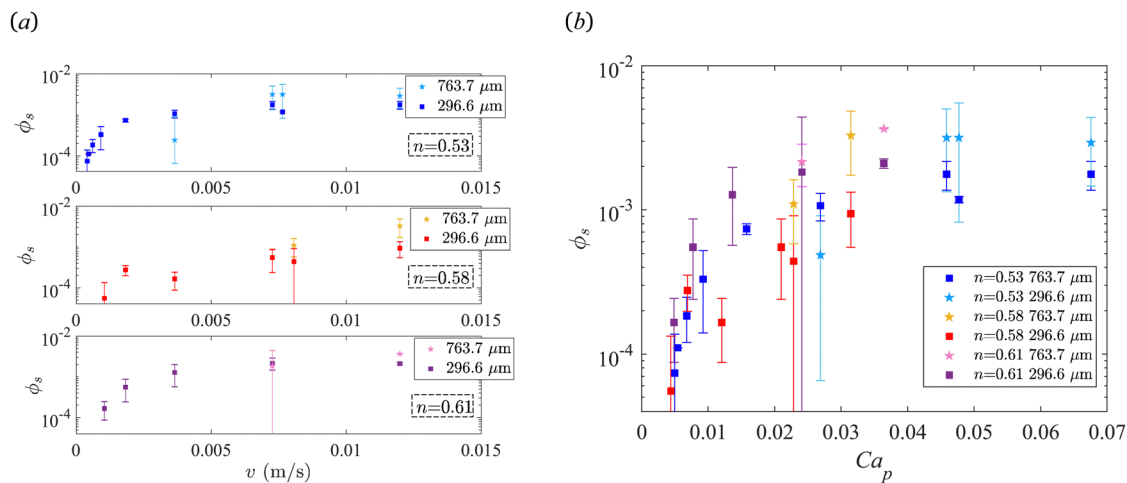 (a)
10⁻²
ϕₛ
10⁻⁴
763.7 μm
296.6 μm
n=0.53
0
0.005
0.01
0.015
10⁻²
ϕₛ
10⁻⁴
763.7 μm
296.6 μm
n=0.58
0
0.005
0.01
0.015
10⁻²
ϕₛ
10⁻⁴
763.7 μm
296.6 μm
n=0.61
0
0.005
0.01
0.015
v (m/s)
(b)
10⁻²
10⁻³
ϕₛ
10⁻⁴
n=0.53 763.7 μm
n=0.53 296.6 μm
n=0.58 763.7 μm
n=0.58 296.6 μm
n=0.61 763.7 μm
n=0.61 296.6 μm
0
0.01
0.02
0.03
0.04
0.05
0.06
0.07
Caₚ